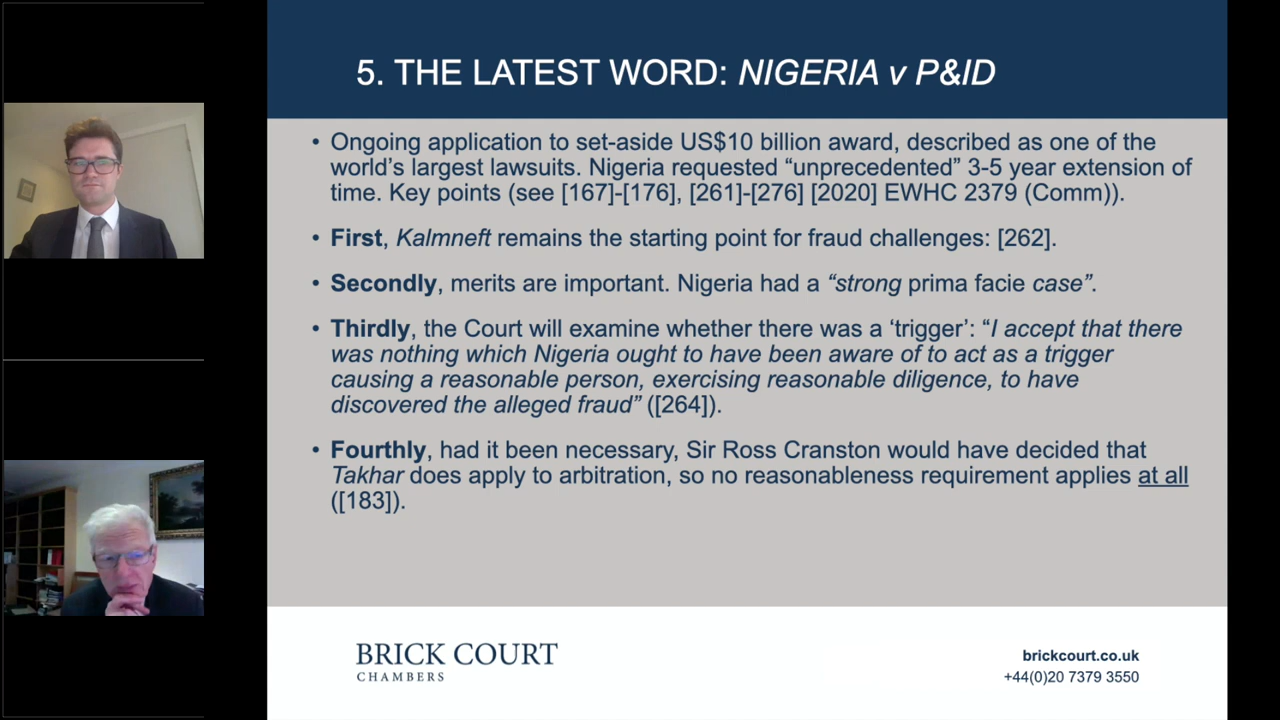 5. THE LATEST WORD: NIGERIA v P&ID
• Ongoing application to set-aside US$10 billion award, described as one of the
world's largest lawsuits. Nigeria requested “unprecedented” 3-5 year extension of
time. Key points (see [167]-[176], [261]-[276] [2020] EWHC 2379 (Comm)).
• First, Kalmneft remains the starting point for fraud challenges: [262].
• Secondly, merits are important. Nigeria had a “strong prima facie case”.
• Thirdly, the Court will examine whether there was a ‘trigger’: “I accept that there
was nothing which Nigeria ought to have been aware of to act as a trigger
causing a reasonable person, exercising reasonable diligence, to have
discovered the alleged fraud” ([264]).
• Fourthly, had it been necessary, Sir Ross Cranston would have decided that
Takhar does apply to arbitration, so no reasonableness requirement applies at all
([183]).
BRICK COURT
CHAMBERS
brickcourt.co.uk
+44(0)20 7379 3550